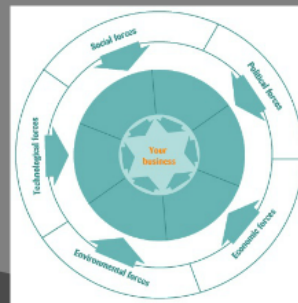 Social forces
Political forces
Technological forces
Your
business
Environmental forces
Economic forces